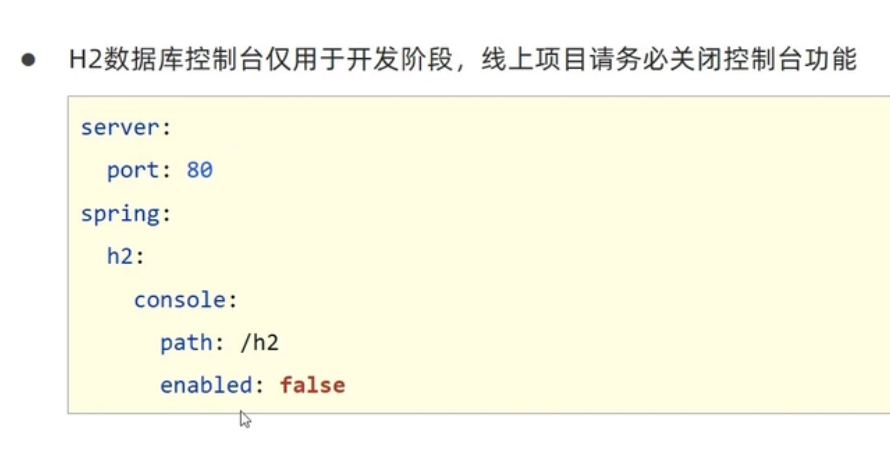 ● H2数据库控制台仅用于开发阶段，线上项目请务必关闭控制台功能
server:
  port: 80
spring:
  h2:
    console:
      path: /h2
      enabled: false